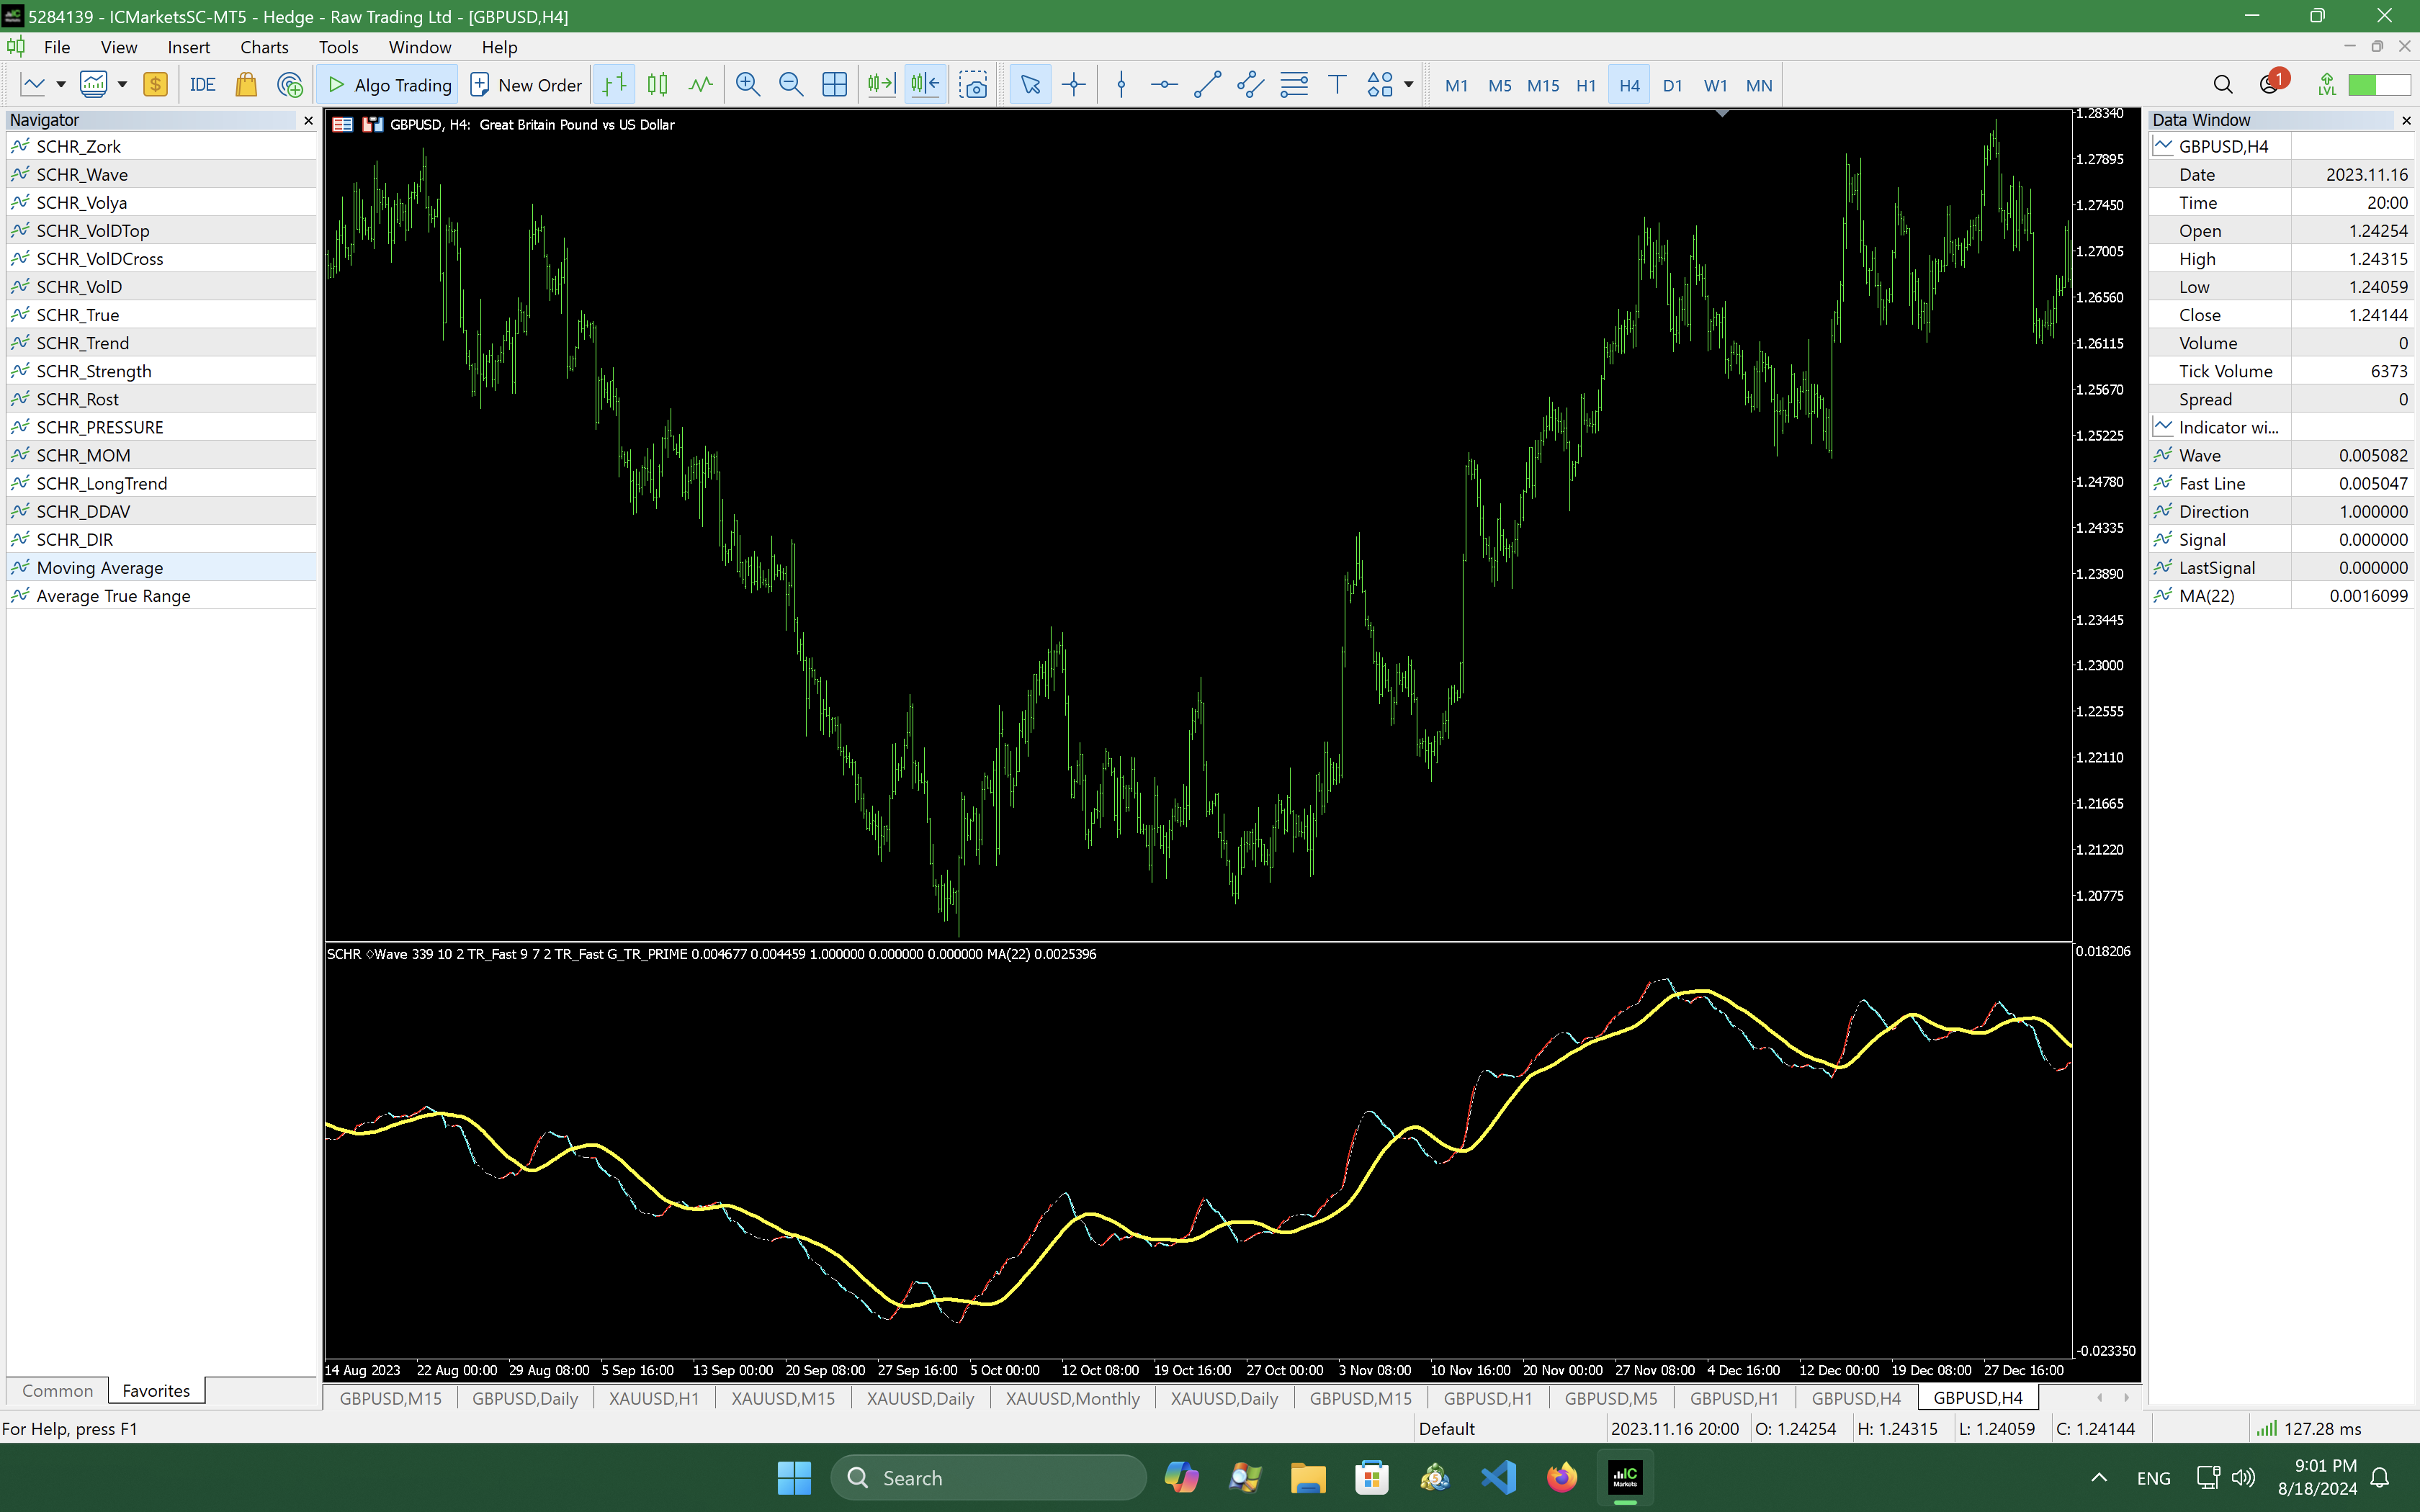 5284139 - ICMarketsSC-MT5 - Hedge - Raw Trading Ltd - [GBPUSD,H4]
File View Insert Charts Tools Window Help
IDE Algo Trading New Order M1 M5 M15 H1 H4 D1 W1 MN 1 LVL
Navigator
SCHR_Zork
SCHR_Wave
SCHR_Volya
SCHR_VolDTop
SCHR_VolDCross
SCHR_VolD
SCHR_True
SCHR_Trend
SCHR_Strength
SCHR_Rost
SCHR_PRESSURE
SCHR_MOM
SCHR_LongTrend
SCHR_DDAV
SCHR_DIR
Moving Average
Average True Range
Common Favorites
GBPUSD, H4: Great Britain Pound vs US Dollar
1.28340
1.27895
1.27450
1.27005
1.26560
1.26115
1.25670
1.25225
1.24780
1.24335
1.23890
1.23445
1.23000
1.22555
1.22110
1.21665
1.21220
1.20775
SCHR ◊Wave 339 10 2 TR_Fast 9 7 2 TR_Fast G_TR_PRIME 0.004677 0.004459 1.000000 0.000000 0.000000 MA(22) 0.0025396
0.018206
-0.023350
14 Aug 2023 22 Aug 00:00 29 Aug 08:00 5 Sep 16:00 13 Sep 00:00 20 Sep 08:00 27 Sep 16:00 5 Oct 00:00 12 Oct 08:00 19 Oct 16:00 27 Oct 00:00 3 Nov 08:00 10 Nov 16:00 20 Nov 00:00 27 Nov 08:00 4 Dec 16:00 12 Dec 00:00 19 Dec 08:00 27 Dec 16:00
GBPUSD,M15 GBPUSD,Daily XAUUSD,H1 XAUUSD,M15 XAUUSD,Daily XAUUSD,Monthly XAUUSD,Daily GBPUSD,M15 GBPUSD,H1 GBPUSD,M5 GBPUSD,H1 GBPUSD,H4 GBPUSD,H4
Data Window
GBPUSD,H4
Date 2023.11.16
Time 20:00
Open 1.24254
High 1.24315
Low 1.24059
Close 1.24144
Volume 0
Tick Volume 6373
Spread 0
Indicator wi...
Wave 0.005082
Fast Line 0.005047
Direction 1.000000
Signal 0.000000
LastSignal 0.000000
MA(22) 0.0016099
For Help, press F1 Default 2023.11.16 20:00 O: 1.24254 H: 1.24315 L: 1.24059 C: 1.24144 127.28 ms
Search IC Markets ENG 9:01 PM
8/18/2024